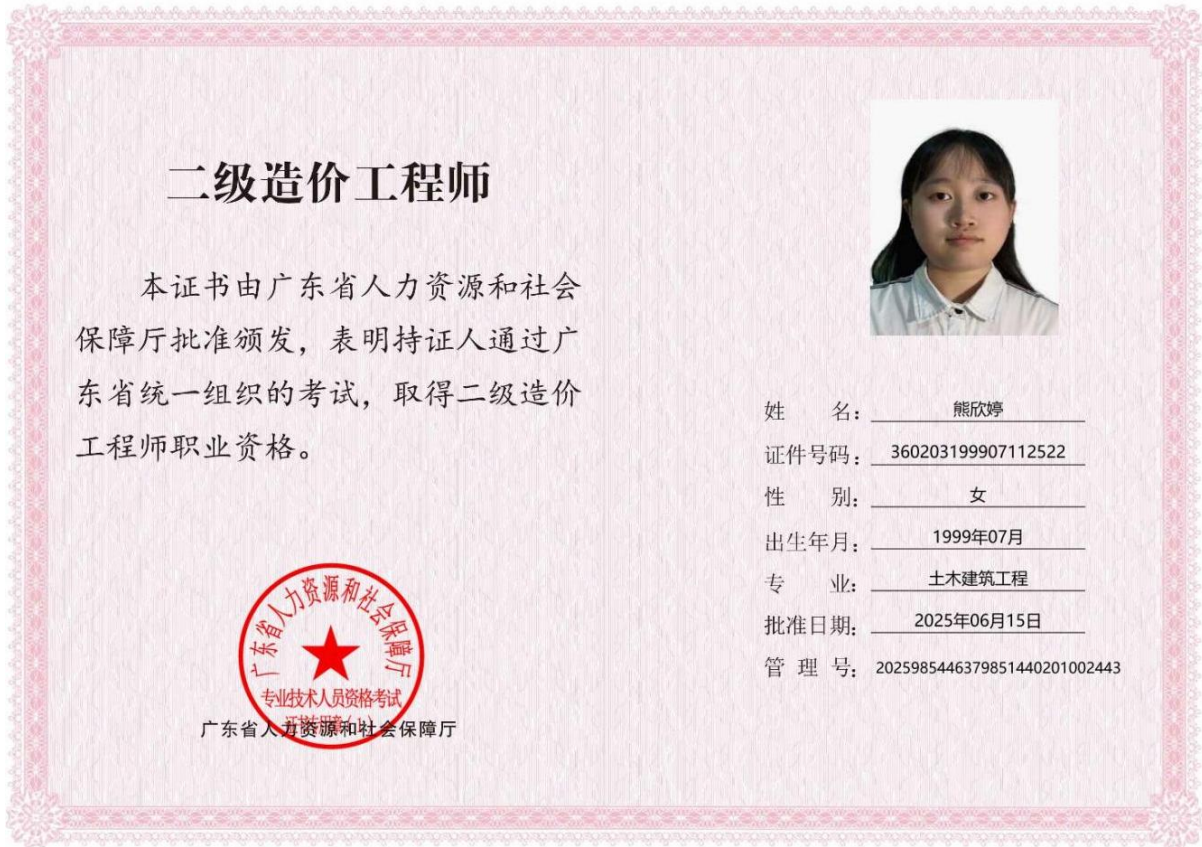 二级造价工程师
本证书由广东省人力资源和社会
保障厅批准颁发，表明持证人通过广
东省统一组织的考试，取得二级造价
工程师职业资格。
广东省人力资源和社会保障厅
专业技术人员资格考试
证书专用章（1）
广东省人力资源和社会保障厅
姓 名：熊欣婷
证件号码：360203199907112522
性 别：女
出生年月：1999年07月
专 业：土木建筑工程
批准日期：2025年06月15日
管 理 号：2025985446379851440201002443